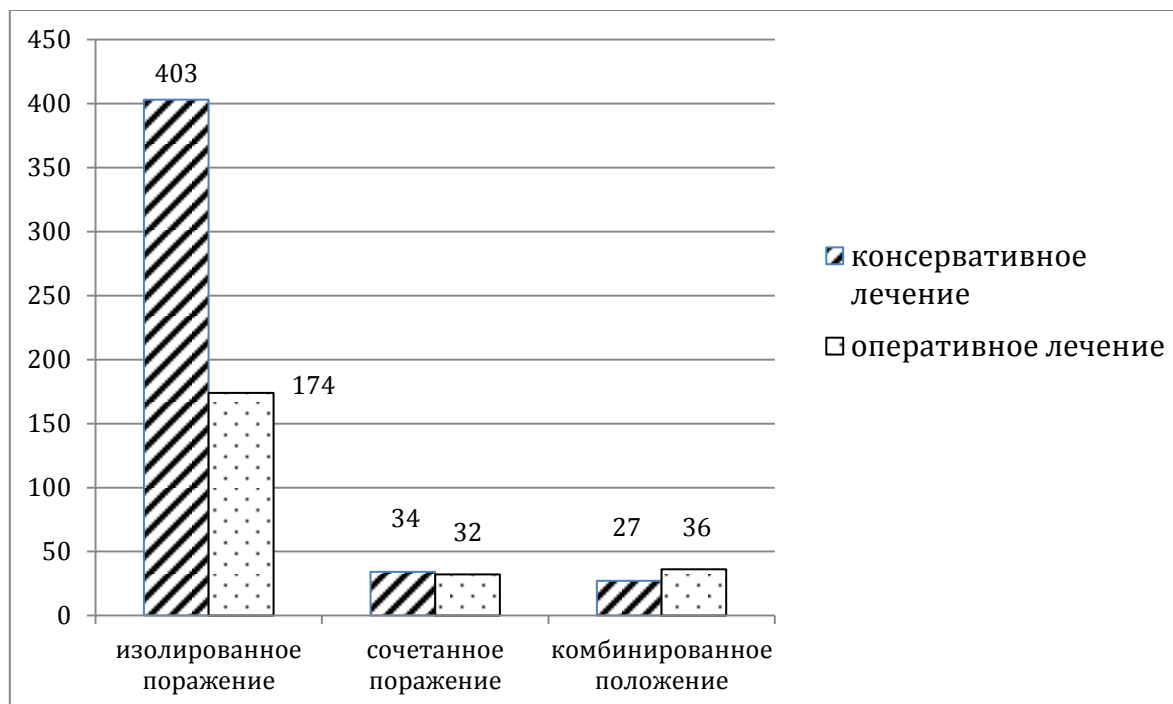 450
400
350
300
250
200
150
100
50
0
403
174
34
32
27
36
изолированное
поражение
сочетанное
поражение
комбинированное
положение
консервативное
лечение
оперативное лечение